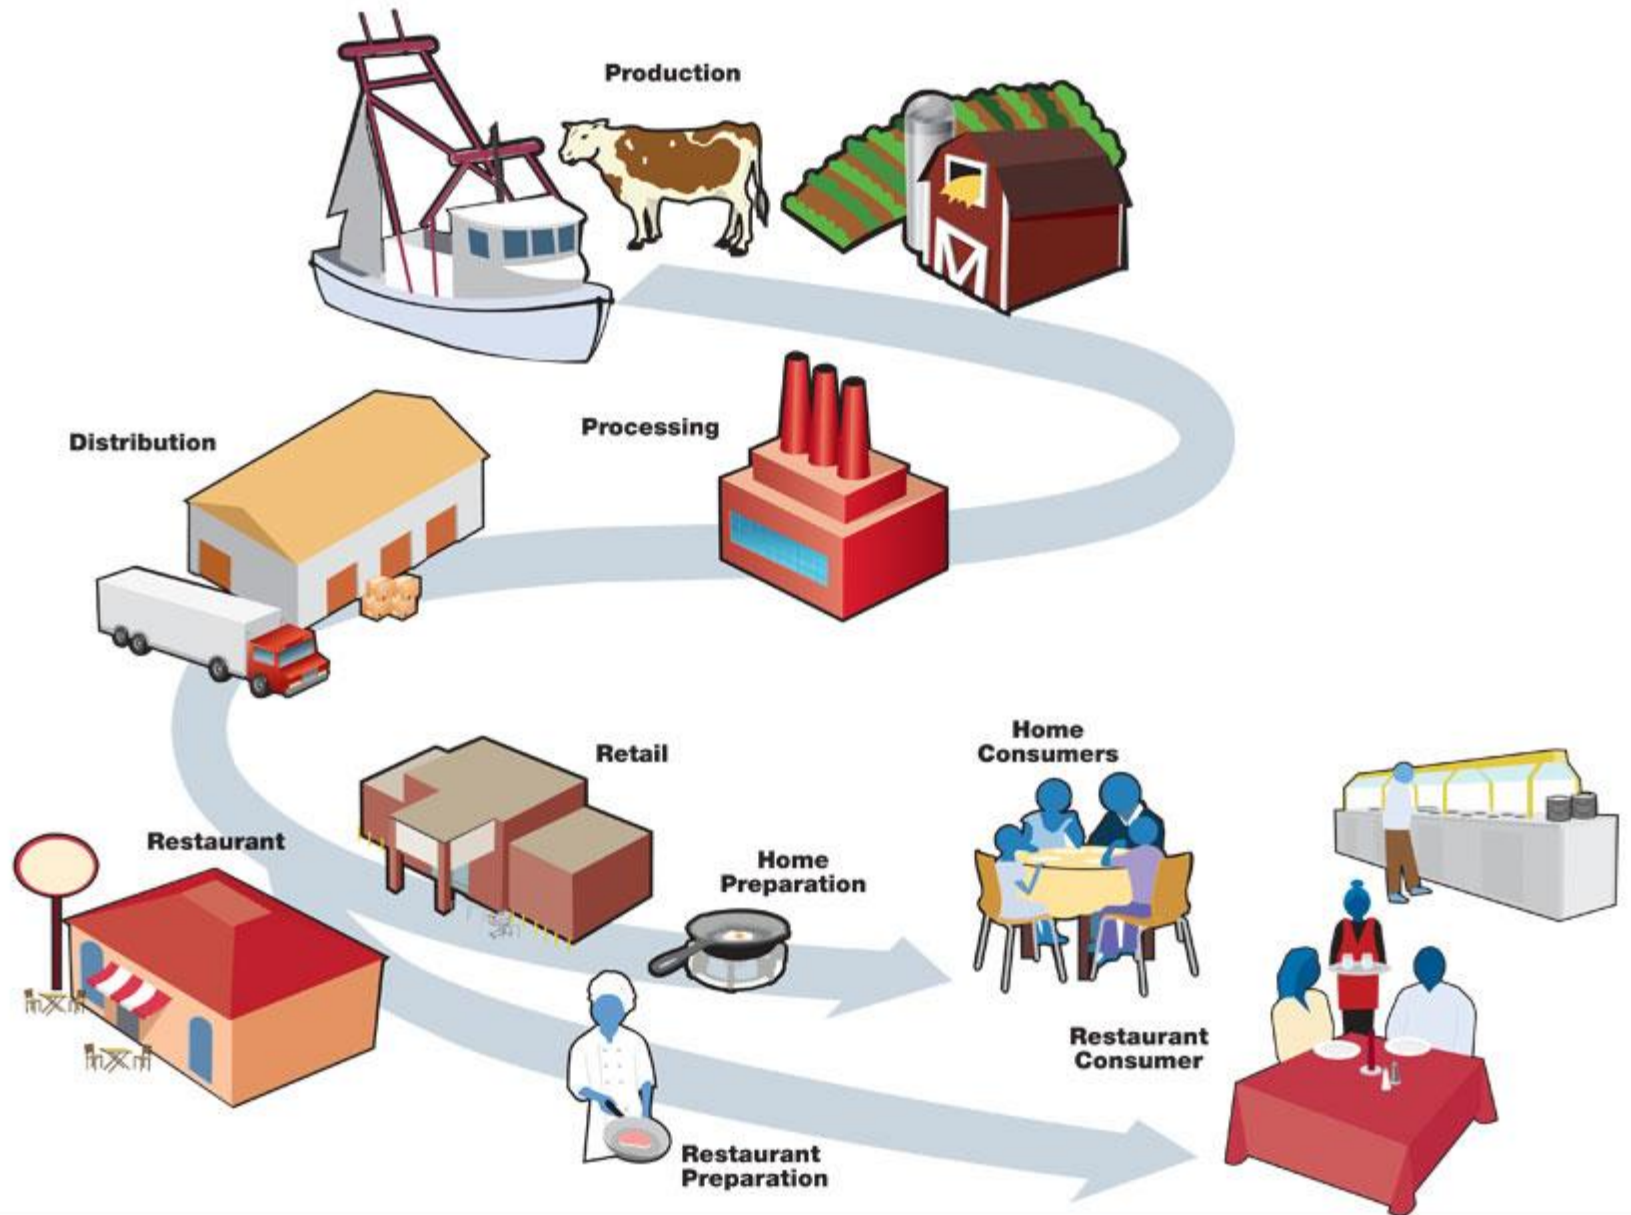 Production
Processing
Distribution
Retail
Restaurant
Home
Preparation
Home
Consumers
Restaurant
Preparation
Restaurant
Consumer